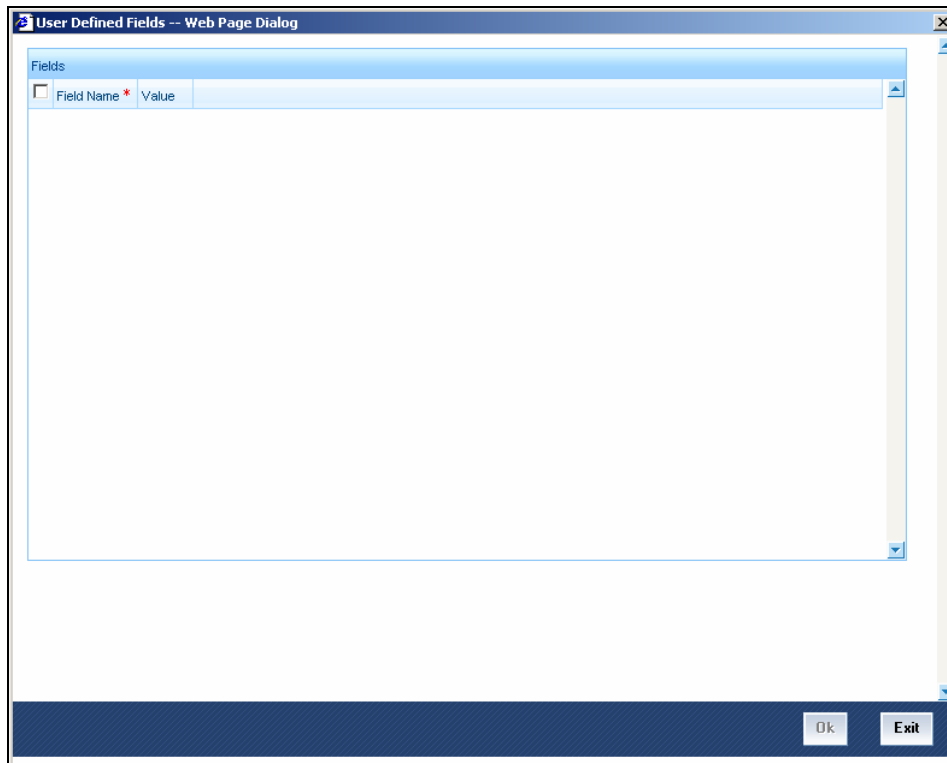 User Defined Fields -- Web Page Dialog
Fields
Field Name * Value
Ok Exit